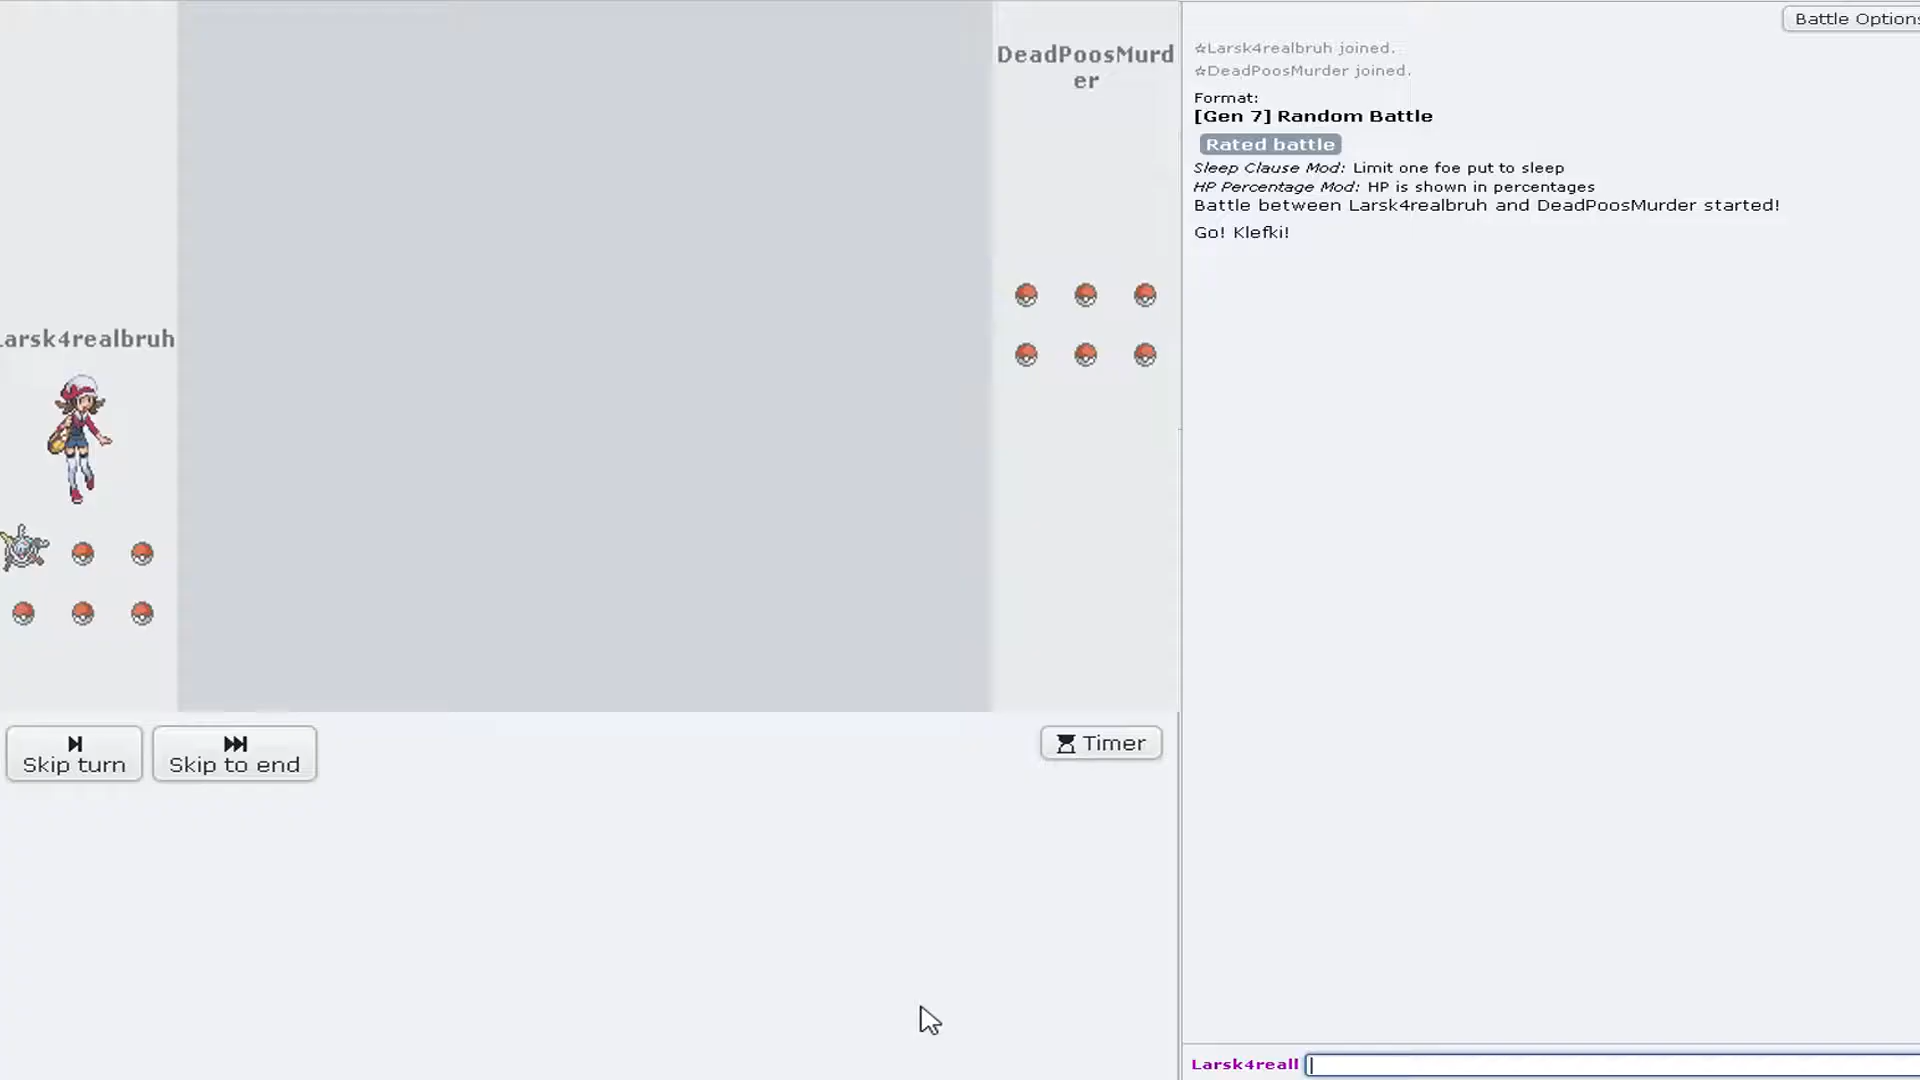 DeadPoosMurd
er
Larsk4realbruh
Skip turn
Skip to end
Timer
Battle Options
☆Larsk4realbruh joined.
☆DeadPoosMurder joined.
Format:
[Gen 7] Random Battle
Rated battle
Sleep Clause Mod: Limit one foe put to sleep
HP Percentage Mod: HP is shown in percentages
Battle between Larsk4realbruh and DeadPoosMurder started!
Go! Klefki!
Larsk4reall